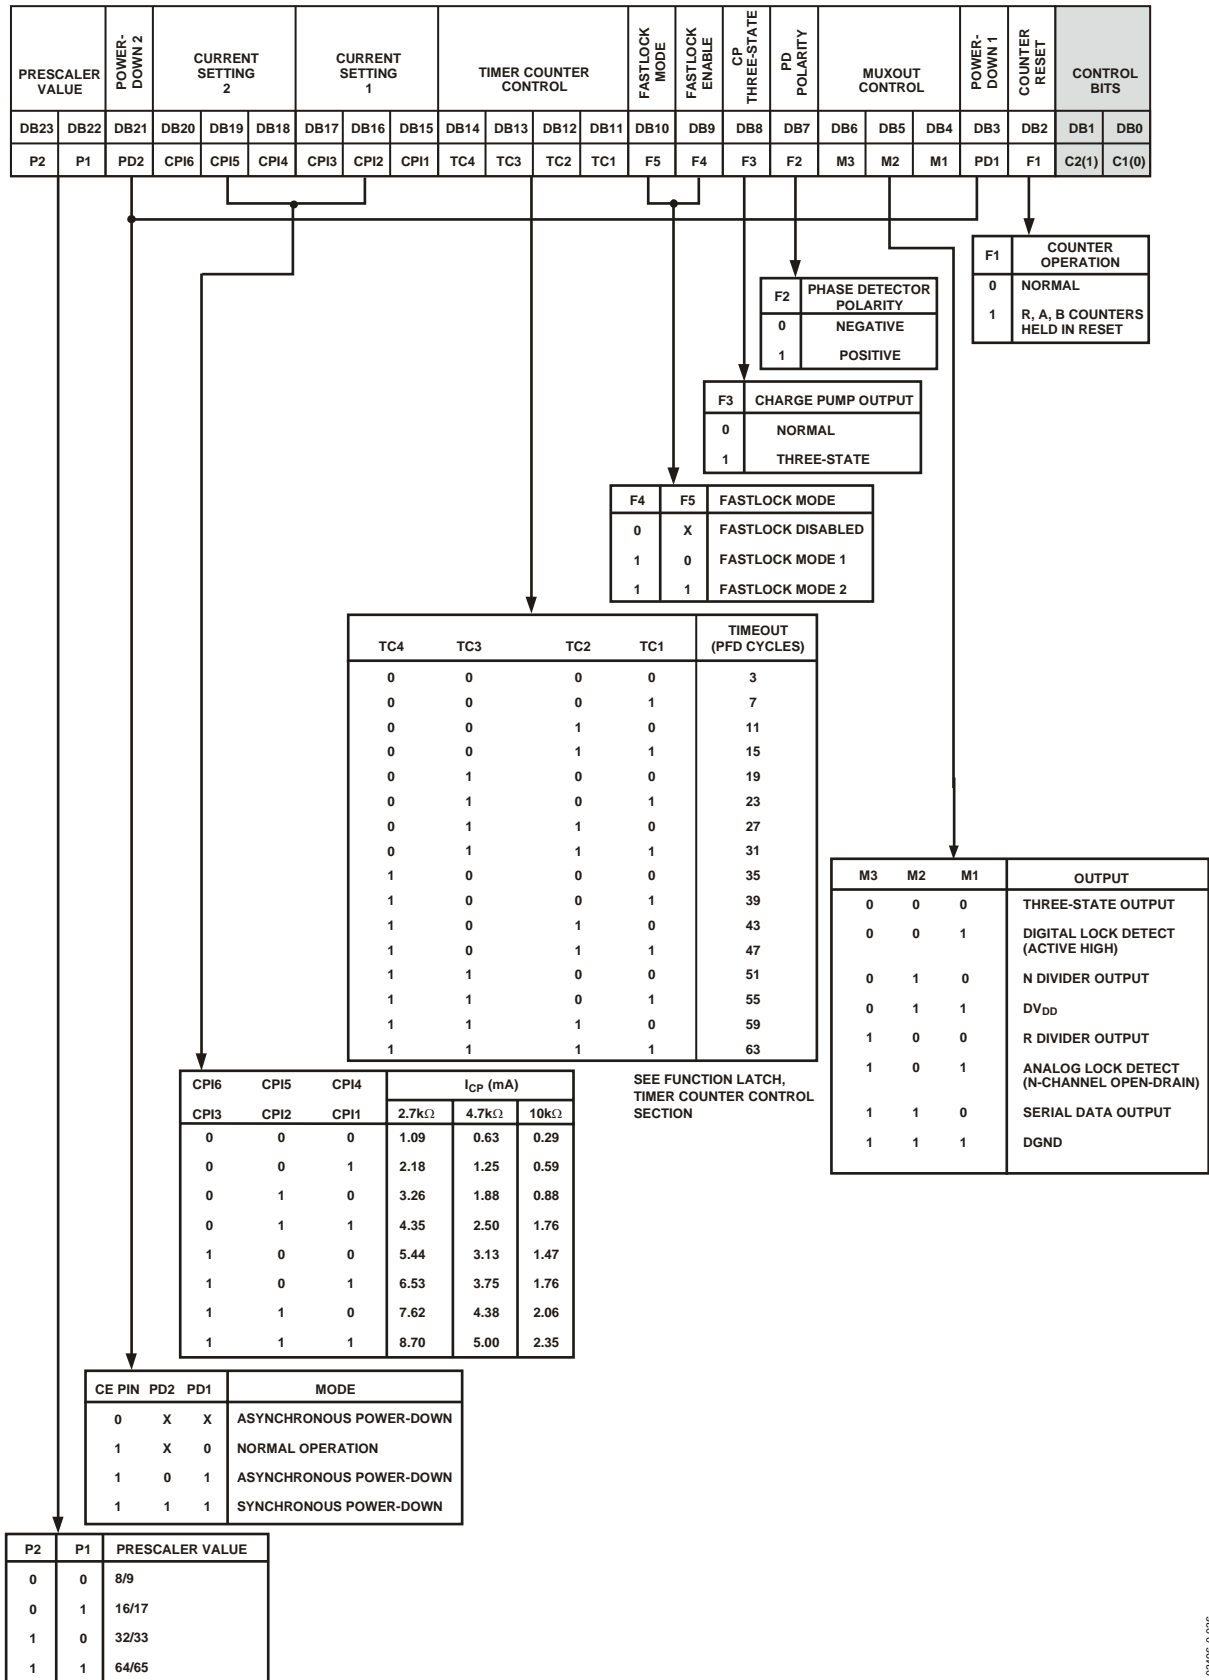 PRESCALER VALUE
POWER-DOWN 2
CURRENT SETTING 2
CURRENT SETTING 1
TIMER COUNTER CONTROL
FASTLOCK MODE
FASTLOCK ENABLE
CP THREE-STATE
PD POLARITY
MUXOUT CONTROL
POWER-DOWN 1
COUNTER RESET
CONTROL BITS
DB23 DB22 DB21 DB20 DB19 DB18 DB17 DB16 DB15 DB14 DB13 DB12 DB11 DB10 DB9 DB8 DB7 DB6 DB5 DB4 DB3 DB2 DB1 DB0
P2 P1 PD2 CPI6 CPI5 CPI4 CPI3 CPI2 CPI1 TC4 TC3 TC2 TC1 F5 F4 F3 F2 M3 M2 M1 PD1 F1 C2(1) C1(0)
F1 COUNTER OPERATION
0 NORMAL
1 R, A, B COUNTERS
HELD IN RESET
F2 PHASE DETECTOR POLARITY
0 NEGATIVE
1 POSITIVE
F3 CHARGE PUMP OUTPUT
0 NORMAL
1 THREE-STATE
F4 F5 FASTLOCK MODE
0 X FASTLOCK DISABLED
1 0 FASTLOCK MODE 1
1 1 FASTLOCK MODE 2
TC4 TC3 TC2 TC1 TIMEOUT (PFD CYCLES)
0 0 0 0 3
0 0 0 1 7
0 0 1 0 11
0 0 1 1 15
0 1 0 0 19
0 1 0 1 23
0 1 1 0 27
0 1 1 1 31
1 0 0 0 35
1 0 0 1 39
1 0 1 0 43
1 0 1 1 47
1 1 0 0 51
1 1 0 1 55
1 1 1 0 59
1 1 1 1 63
SEE FUNCTION LATCH,
TIMER COUNTER CONTROL
SECTION
M3 M2 M1 OUTPUT
0 0 0 THREE-STATE OUTPUT
0 0 1 DIGITAL LOCK DETECT
(ACTIVE HIGH)
0 1 0 N DIVIDER OUTPUT
0 1 1 DVDD
1 0 0 R DIVIDER OUTPUT
1 0 1 ANALOG LOCK DETECT
(N-CHANNEL OPEN-DRAIN)
1 1 0 SERIAL DATA OUTPUT
1 1 1 DGND
CPI6 CPI5 CPI4 ICP (mA)
CPI3 CPI2 CPI1 2.7kΩ 4.7kΩ 10kΩ
0 0 0 1.09 0.63 0.29
0 0 1 2.18 1.25 0.59
0 1 0 3.26 1.88 0.88
0 1 1 4.35 2.50 1.76
1 0 0 5.44 3.13 1.47
1 0 1 6.53 3.75 1.76
1 1 0 7.62 4.38 2.06
1 1 1 8.70 5.00 2.35
CE PIN PD2 PD1 MODE
0 X X ASYNCHRONOUS POWER-DOWN
1 X 0 NORMAL OPERATION
1 0 1 ASYNCHRONOUS POWER-DOWN
1 1 1 SYNCHRONOUS POWER-DOWN
P2 P1 PRESCALER VALUE
0 0 8/9
0 1 16/17
1 0 32/33
1 1 64/65